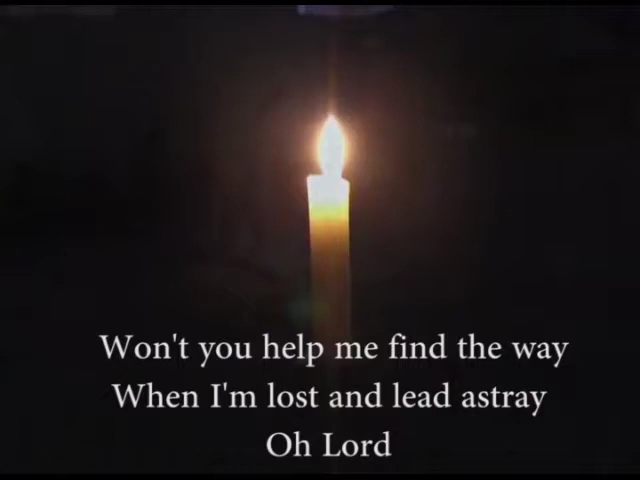 Won't you help me find the way
When I'm lost and lead astray
Oh Lord